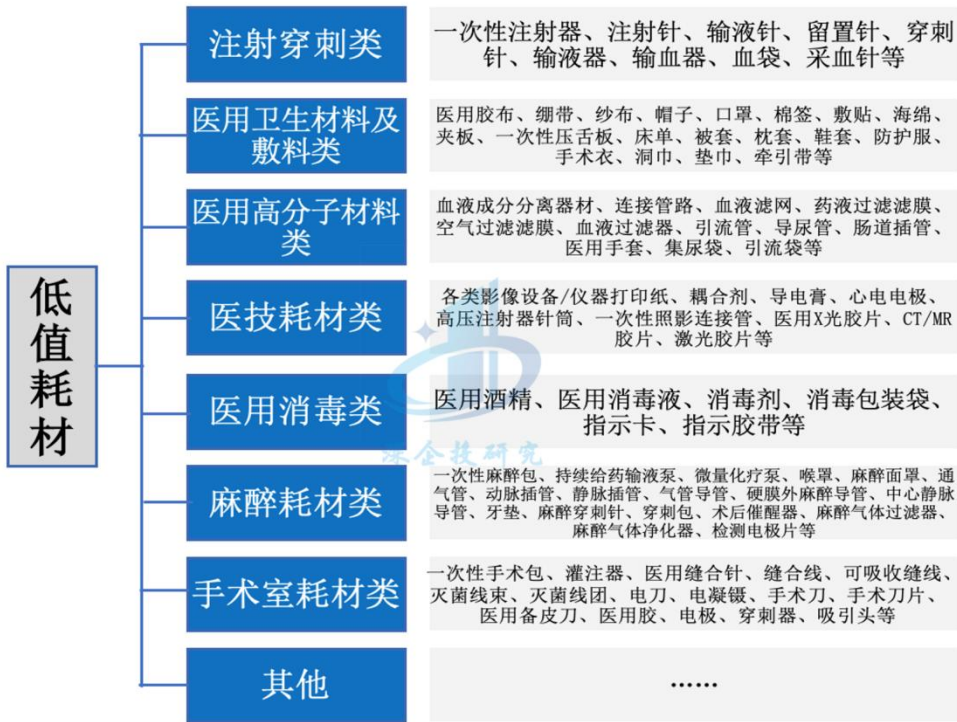 低值耗材
注射穿刺类
一次性注射器、注射针、输液针、留置针、穿刺
针、输液器、输血器、血袋、采血针等
医用卫生材料及
敷料类
医用胶布、绷带、纱布、帽子、口罩、棉签、敷贴、海绵、
夹板、一次性压舌板、床单、被套、枕套、鞋套、防护服、
手术衣、洞巾、垫巾、牵引带等
医用高分子材料
类
血液成分分离器材、连接管路、血液滤网、药液过滤滤膜、
空气过滤滤膜、血液过滤器、引流管、导尿管、肠道插管、
医用手套、集尿袋、引流袋等
医技耗材类
各类影像设备/仪器打印纸、耦合剂、导电膏、心电电极、
高压注射器针筒、一次性照影连接管、医用X光胶片、CT/MR
胶片、激光胶片等
医用消毒类
医用酒精、医用消毒液、消毒剂、消毒包装袋、
指示卡、指示胶带等
深企投研究
麻醉耗材类
一次性麻醉包、持续给药输液泵、微量化疗泵、喉罩、麻醉面罩、通
气管、动脉插管、静脉插管、气管导管、硬膜外麻醉导管、中心静脉
导管、牙垫、麻醉穿刺针、穿刺包、术后催醒器、麻醉气体过滤器、
麻醉气体净化器、检测电极片等
手术室耗材类
一次性手术包、灌注器、医用缝合针、缝合线、可吸收缝线、
灭菌线束、灭菌线团、电刀、电凝镊、手术刀、手术刀片、
医用备皮刀、医用胶、电极、穿刺器、吸引头等
其他
……